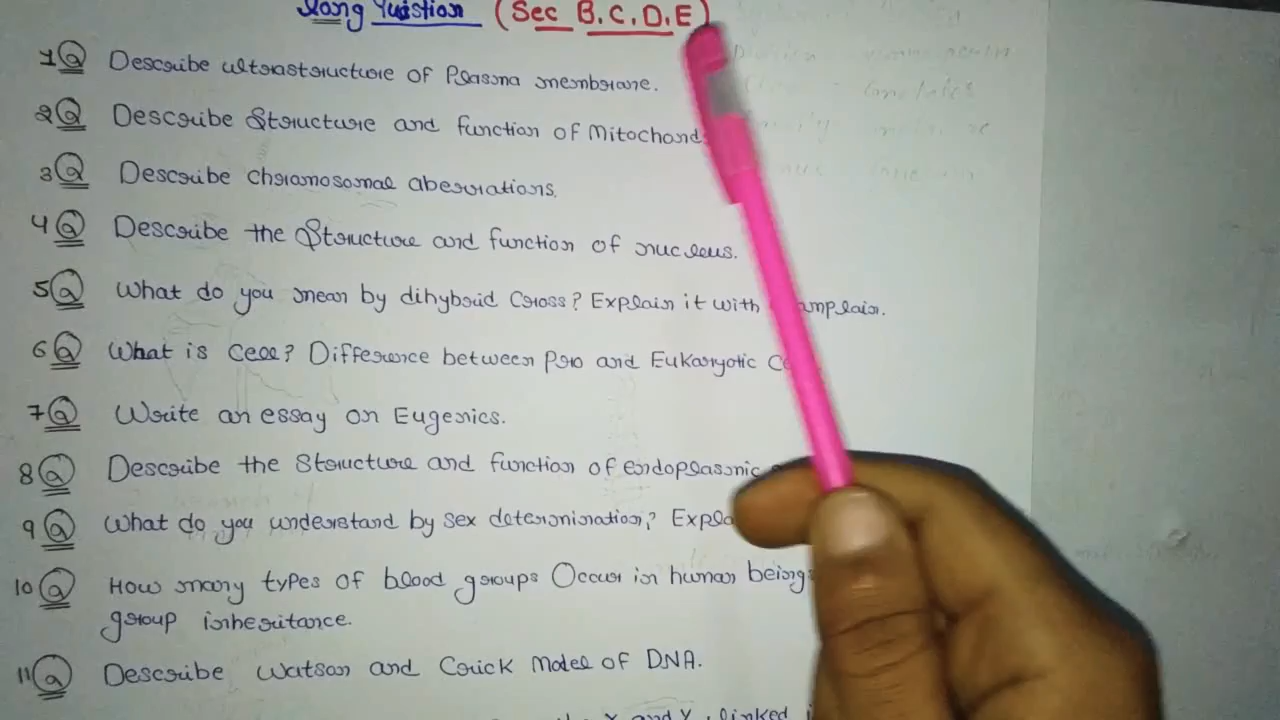 long Quistion (Sec B.C.D.E)
1Q Describe ultrastructure of Plasma membrane.
2Q Describe Structure and function of Mitochond
3Q Describe chromosomal aberrations.
4Q Describe the Structure and function of nucleus.
5Q What do you mean by dihybrid Cross? Explain it with
6Q What is Cell? Difference between Pro and Eukaryotic
7Q Write an essay on Eugenics.
8Q Describe the Structure and function of endoplasmic
9Q What do you understand by sex determination? Expla
10Q How many types of blood groups Occur in human beings
group inheritance.
11Q Describe Watson and Crick Model of DNA.